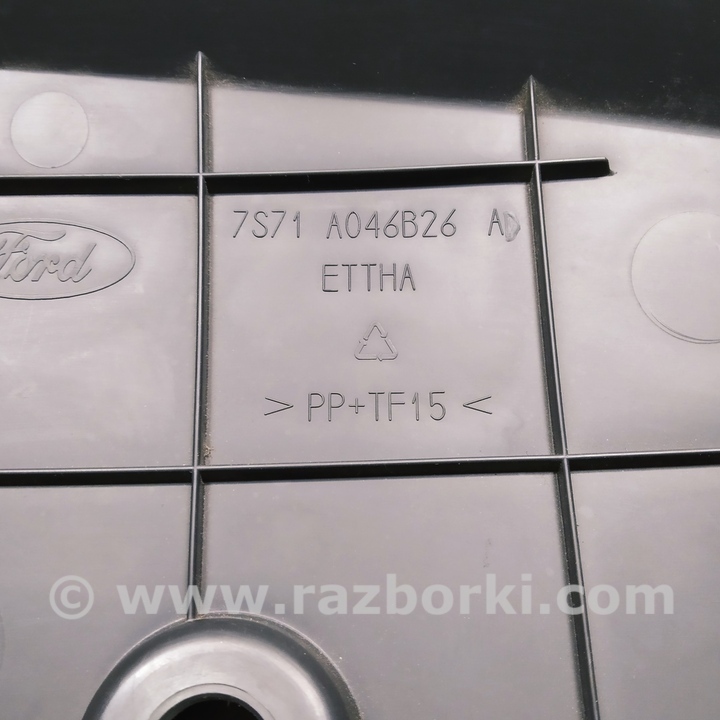 7S71 A046B26 AD
Ford
ETTHA
> PP+TF15 <
© www.razborki.com